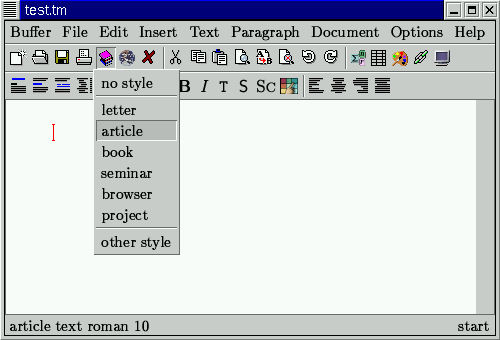 test.tm
Buffer File Edit Insert Text Paragraph Document Options Help
B I T S SC
no style
letter
article
book
seminar
browser
project
other style
article text roman 10 start